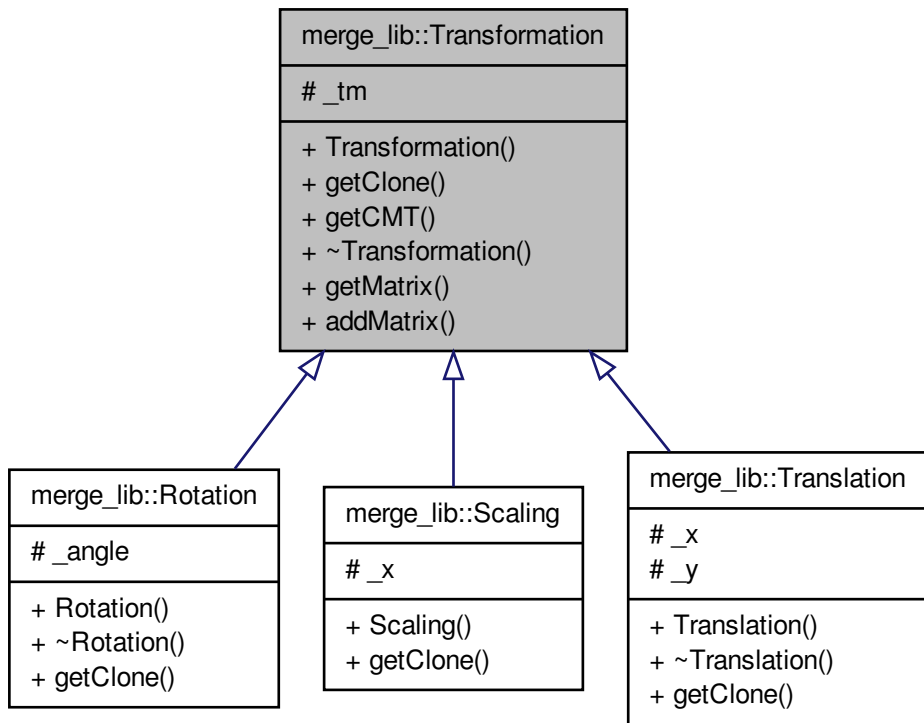 merge_lib::Transformation
# _tm
+ Transformation()
+ getClone()
+ getCMT()
+ ~Transformation()
+ getMatrix()
+ addMatrix()
merge_lib::Rotation
# _angle
+ Rotation()
+ ~Rotation()
+ getClone()
merge_lib::Scaling
# _x
+ Scaling()
+ getClone()
merge_lib::Translation
# _x
# _y
+ Translation()
+ ~Translation()
+ getClone()